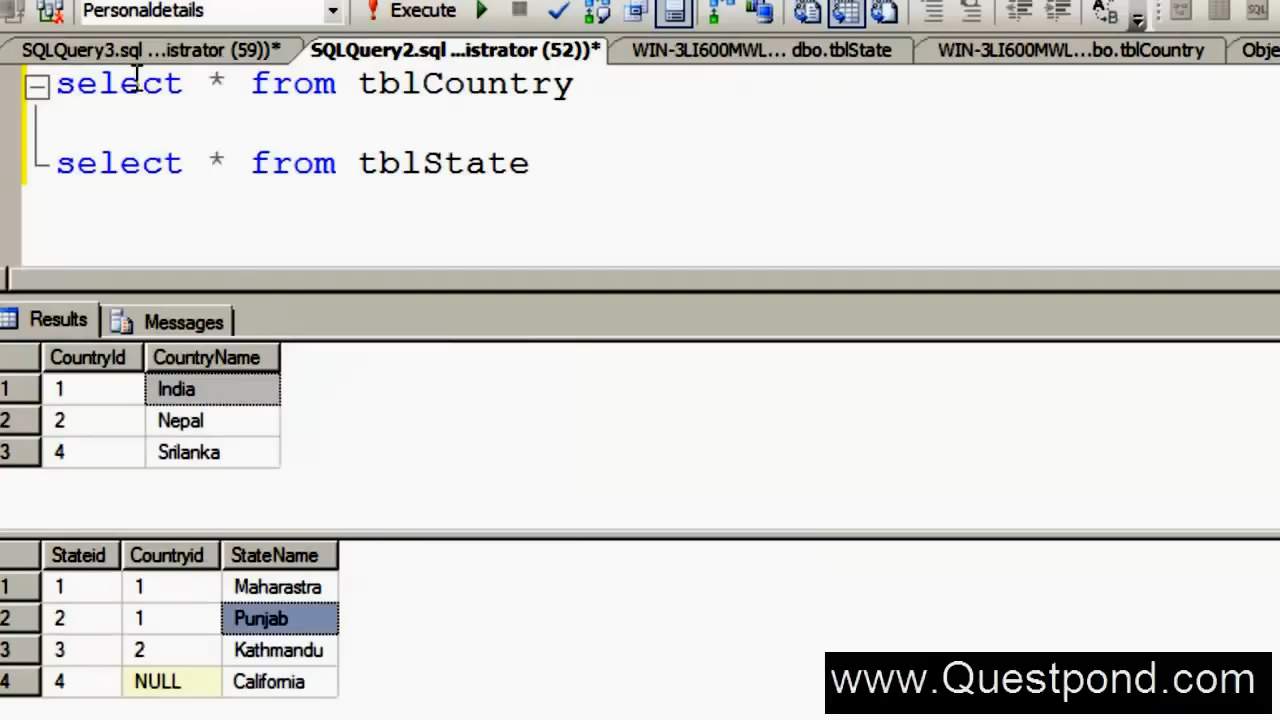 Personaldetails Execute
SQLQuery3.sql ...istrator (59))* SQLQuery2.sql ...istrator (52))* WIN-3LI600MWL... dbo.tblState WIN-3LI600MWL...bo.tblCountry Obje
select * from tblCountry
select * from tblState
Results Messages
CountryId CountryName
1 1 India
2 2 Nepal
3 4 Srilanka
Stateid Countryid StateName
1 1 1 Maharastra
2 2 1 Punjab
3 3 2 Kathmandu
4 4 NULL California
www.Questpond.com